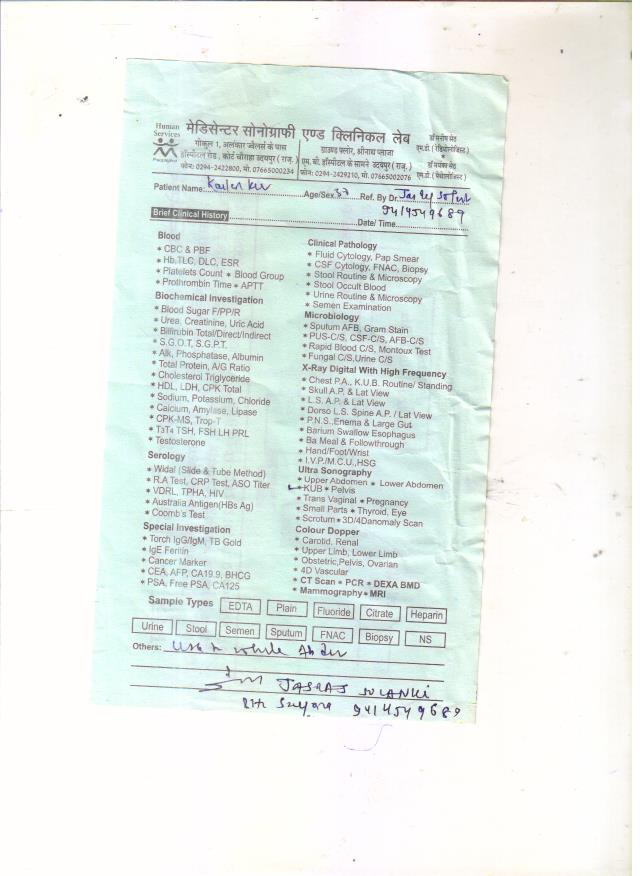 Human Services
मेडिसेन्टर सोनोग्राफी एण्ड क्लिनिकल लेब
गोकुल 1, अलंकार ज्वेलर्स के पास
हॉस्पीटल रोड, कोर्ट चौराहा उदयपुर (राज.)
फोन: 0294-2422800, मो. 07665000234
ग्राउण्ड फ्लोर, श्रीनाथ प्लाजा
एम. बी. हॉस्पीटल के सामने उदयपुर (राज.)
फोन: 0294-2429210, मो. 07665002076
एम.डी (रेडियोलोजिस्ट)
एम.डी. (पेथोलोजिस्ट)
Patient Name Age/Sex 37 Ref. By Dr.
9414549689
Brief Clinical History Date/ Time
Blood
* CBC & PBF
* Hb,TLC, DLC, ESR
* Platelets Count * Blood Group
* Prothrombin Time * APTT
Biochemical Investigation
* Blood Sugar F/PP/R
* Urea, Creatinine, Uric Acid
* Billirubin Total/Direct/Indirect
* S.G.O.T, S.G.P.T.
* Alk, Phosphatase, Albumin
* Total Protein, A/G Ratio
* Cholesterol Triglyceride
* HDL, LDH, CPK Total
* Sodium, Potassium, Chloride
* Calcium, Amylase, Lipase
* CPK-MS, Trop-T
* T3T4 TSH, FSH LH PRL
* Testosterone
Serology
* Widal (Slide & Tube Method)
* R.A Test, CRP Test, ASO Titer
* VDRL, TPHA, HIV
* Australia Antigen(HBs Ag)
* Coomb's Test
Special Investigation
* Torch IgG/IgM, TB Gold
* IgE Feritin
* Cancer Marker
* CEA, AFP, CA19.9, BHCG
* PSA, Free PSA, CA125
Clinical Pathology
* Fluid Cytology, Pap Smear
* CSF Cytology, FNAC, Biopsy
* Stool Routine & Microscopy
* Stool Occult Blood
* Urine Routine & Microscopy
* Semen Examination
Microbiology
* Sputum AFB, Gram Stain
* PUS-C/S, CSF-C/S, AFB-C/S
* Rapid Blood C/S, Montoux Test
* Fungal C/S,Urine C/S
X-Ray Digital With High Frequency
* Chest P.A., K.U.B. Routine/ Standing
* Skull A.P. & Lat View
* L.S. A.P. & Lat View
* Dorso L.S. Spine A.P. / Lat View
* P.N.S.,Enema & Large Gut
* Barium Swallow Esophagus
* Ba Meal & Followthrough
* Hand/Foot/Wrist
* I.V.P./M.C.U.,HSG
Ultra Sonography
* Upper Abdomen * Lower Abdomen
* KUB * Pelvis
* Trans Vaginal * Pregnancy
* Small Parts * Thyroid, Eye
* Scrotum * 3D/4Danomaly Scan
Colour Dopper
* Carotid, Renal
* Upper Limb, Lower Limb
* Obstetric,Pelvis, Ovarian
* 4D Vascular
* CT Scan * PCR * DEXA BMD
* Mammography * MRI
Sample Types EDTA Plain Fluoride Citrate Heparin
Urine Stool Semen Sputum FNAC Biopsy NS
Others: whole
JASRAJ SOLANKI
9414549689